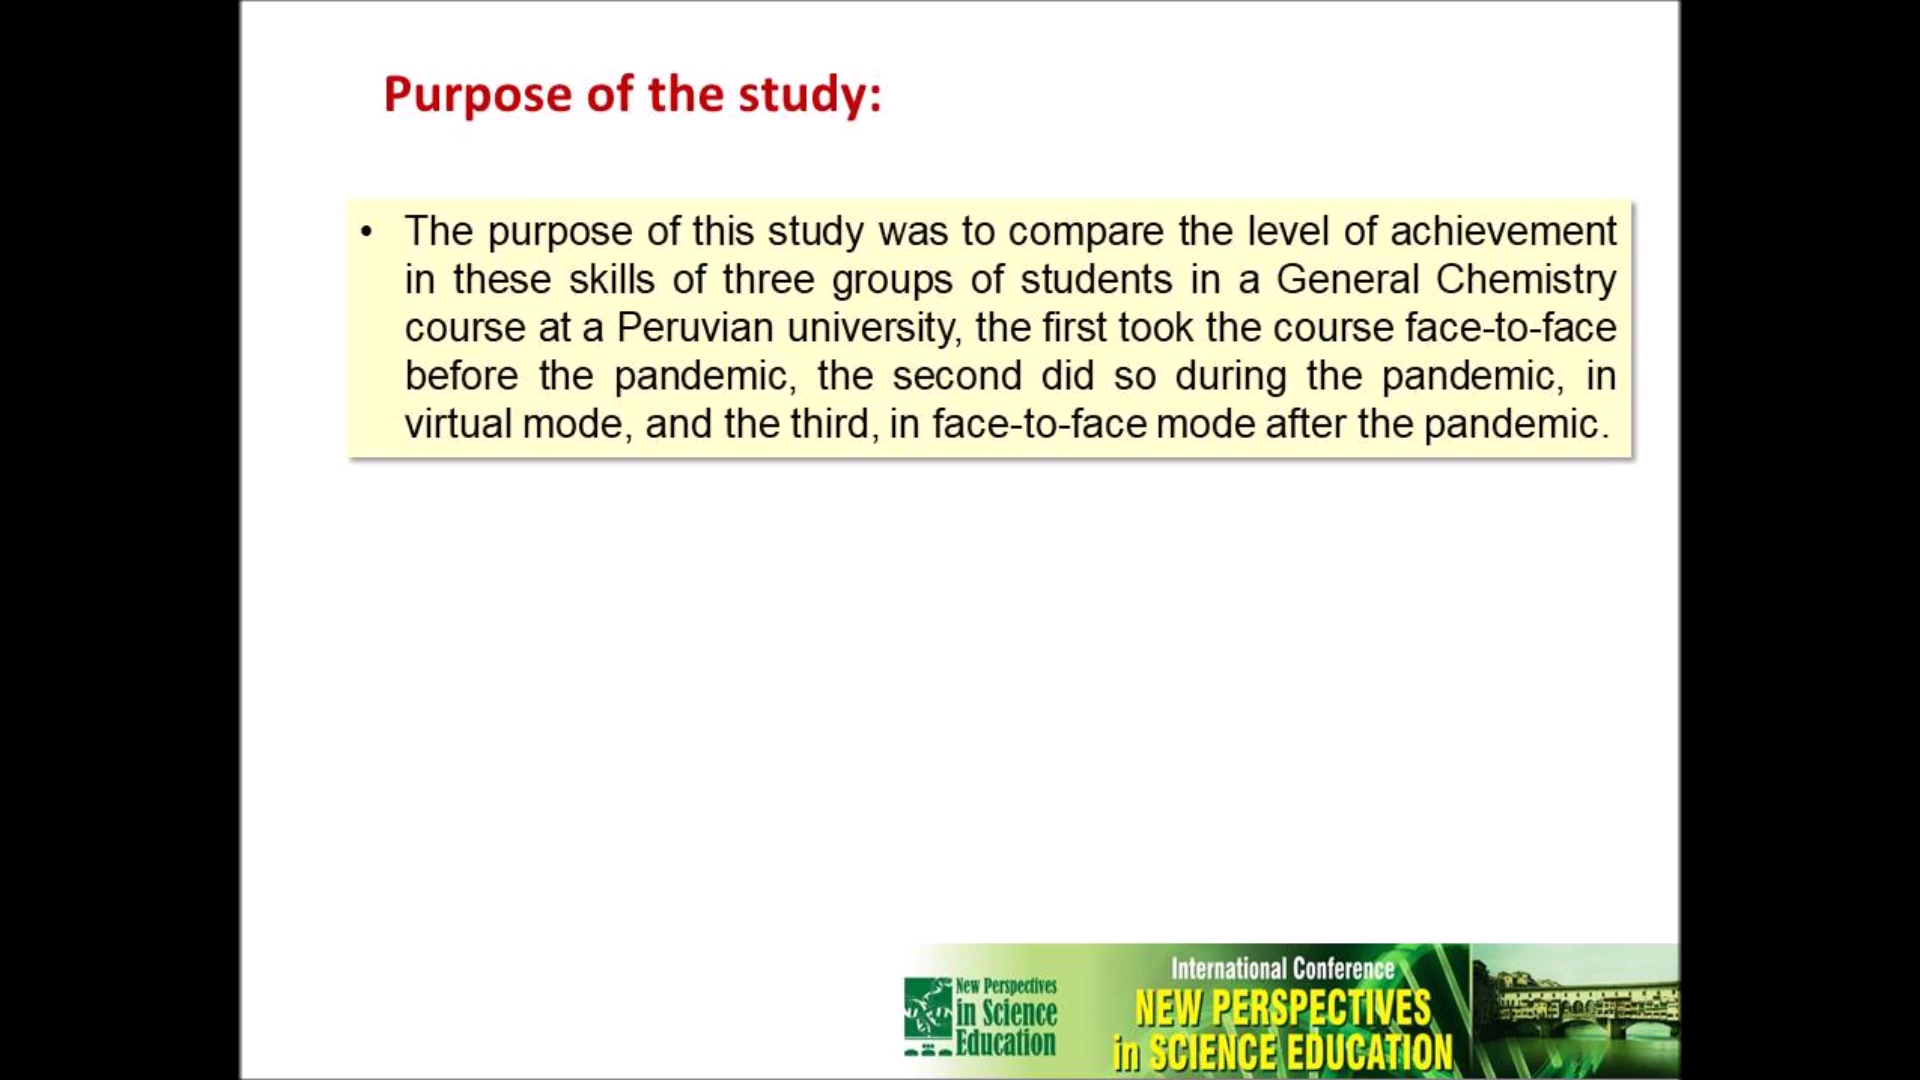 Purpose of the study:
• The purpose of this study was to compare the level of achievement
in these skills of three groups of students in a General Chemistry
course at a Peruvian university, the first took the course face-to-face
before the pandemic, the second did so during the pandemic, in
virtual mode, and the third, in face-to-face mode after the pandemic.
New Perspectives
in Science
Education
International Conference
NEW PERSPECTIVES
in SCIENCE EDUCATION